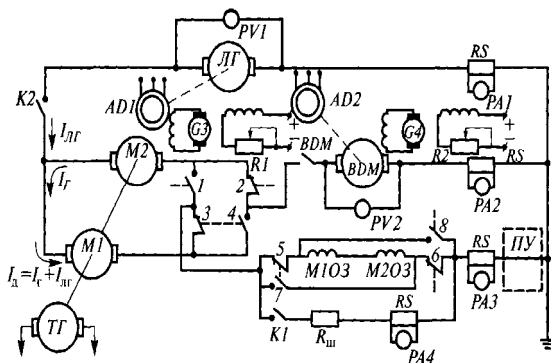 PV1
ЛГ
RS
K2
AD1
AD2
PA1
Iлг
G3
+
−
G4
+
−
M2
R1
BDM
BDM
R2
RS
Iг
1
2
PV2
PA2
3
4
M1
8
5
M1ОЗ
M2ОЗ
6
RS
ПУ
Iд=Iг+Iлг
7
RS
PA3
ТГ
K1
Rш
PA4